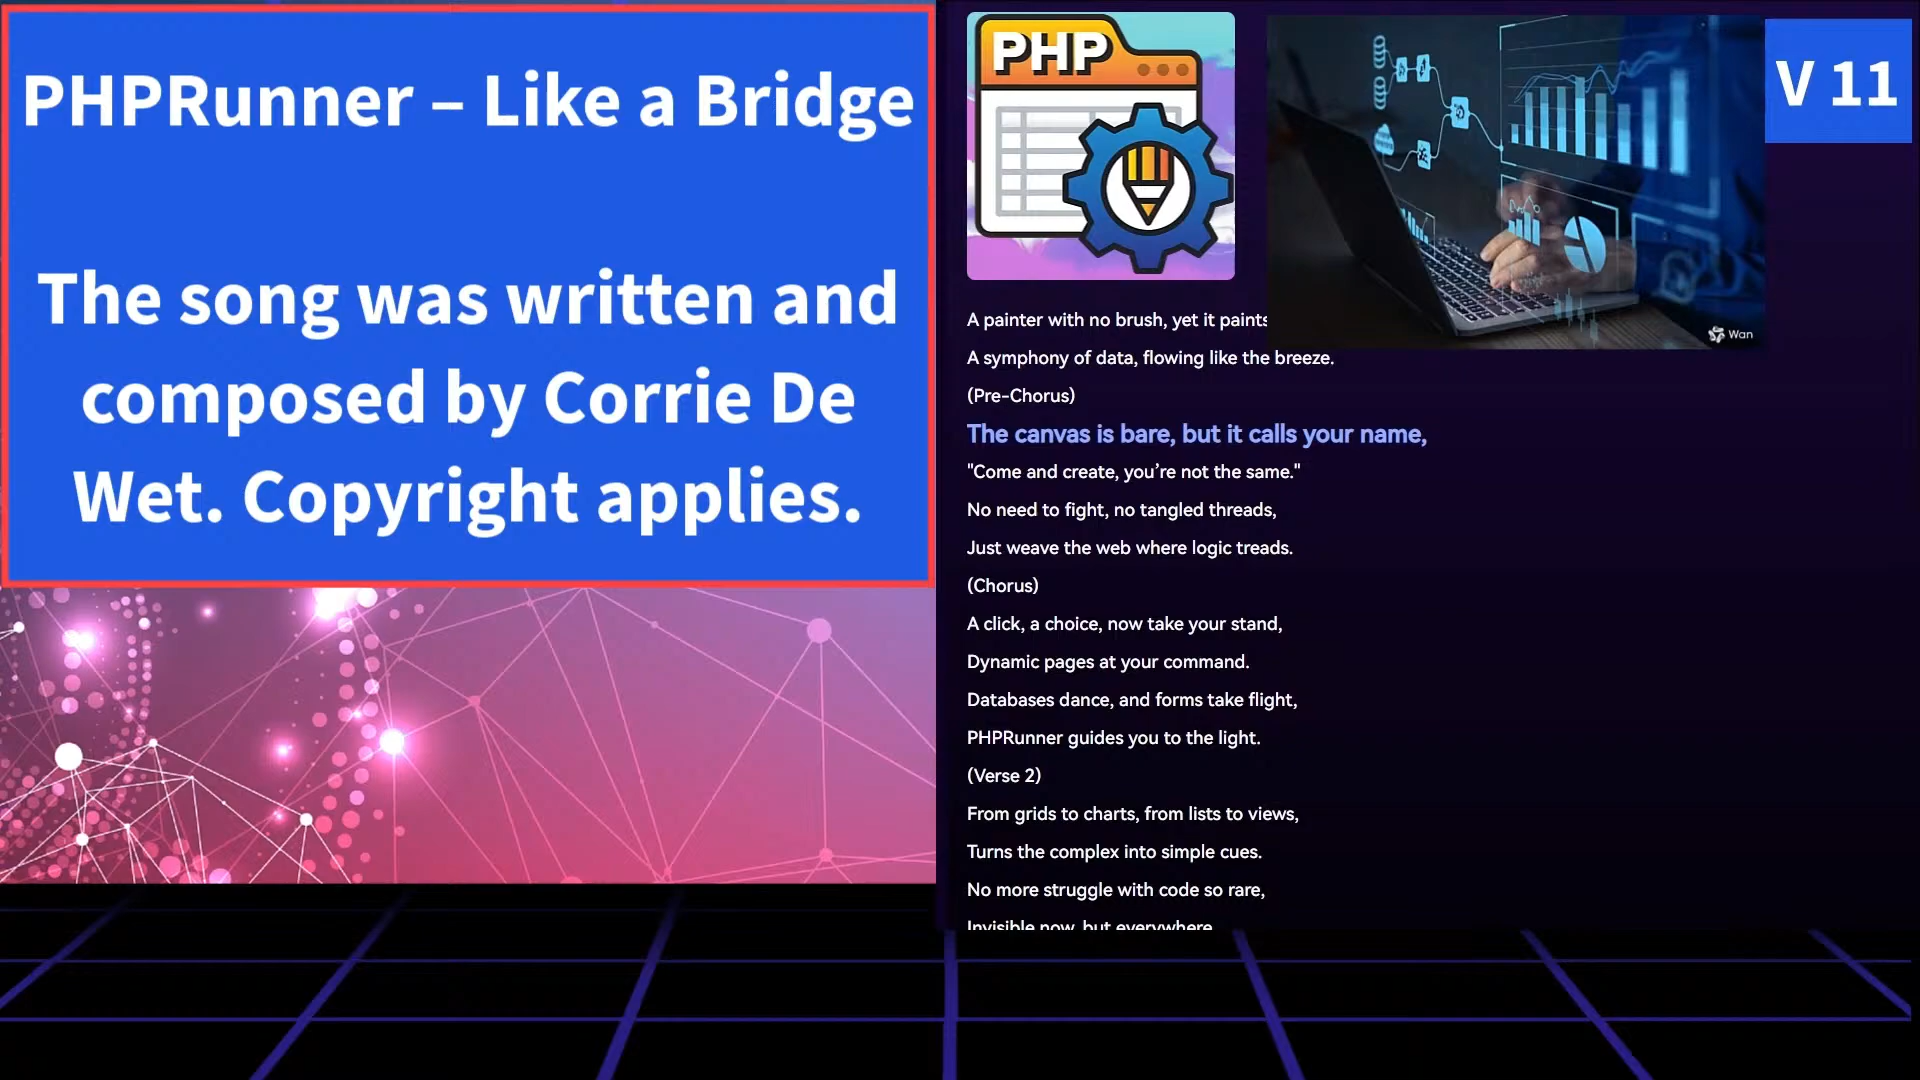 PHPRunner – Like a Bridge
The song was written and
composed by Corrie De
Wet. Copyright applies.
PHP
V 11
Wan
A painter with no brush, yet it paints
A symphony of data, flowing like the breeze.
(Pre-Chorus)
The canvas is bare, but it calls your name,
"Come and create, you’re not the same."
No need to fight, no tangled threads,
Just weave the web where logic treads.
(Chorus)
A click, a choice, now take your stand,
Dynamic pages at your command.
Databases dance, and forms take flight,
PHPRunner guides you to the light.
(Verse 2)
From grids to charts, from lists to views,
Turns the complex into simple cues.
No more struggle with code so rare,
Invisible now, but everywhere